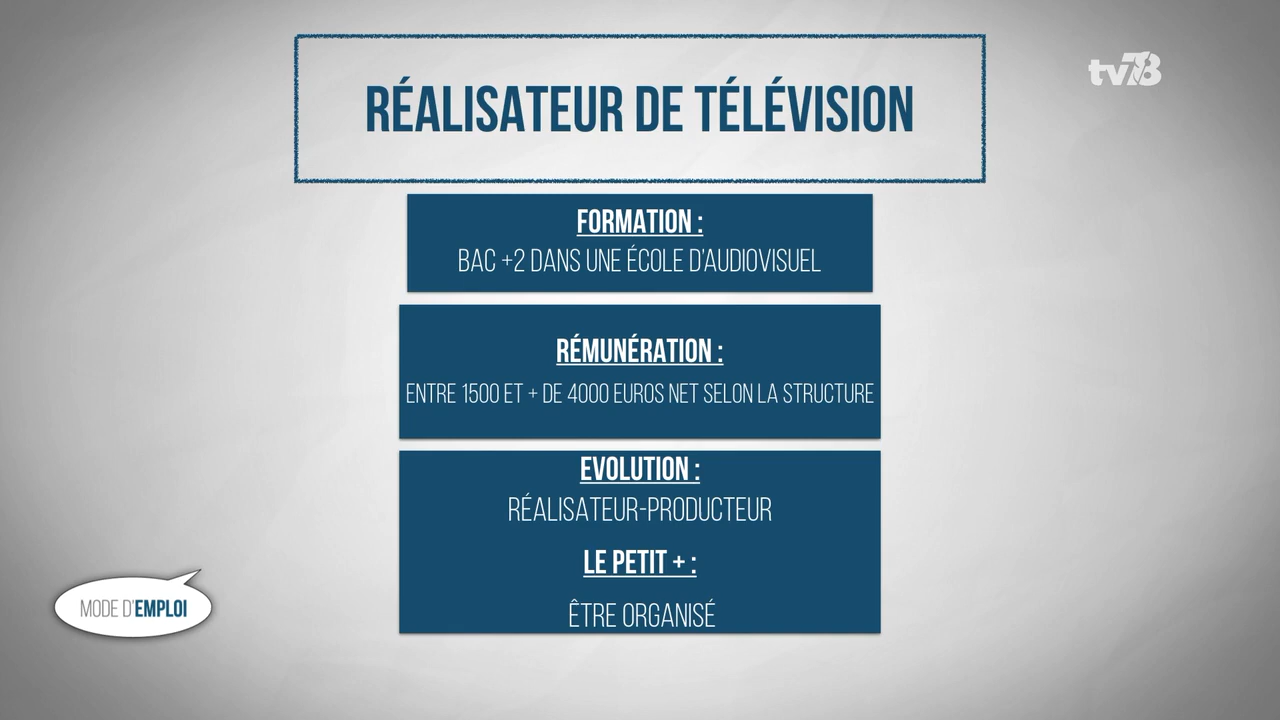 RÉALISATEUR DE TÉLÉVISION
tv78
FORMATION :
BAC +2 DANS UNE ÉCOLE D'AUDIOVISUEL
RÉMUNÉRATION :
ENTRE 1500 ET + DE 4000 EUROS NET SELON LA STRUCTURE
EVOLUTION :
RÉALISATEUR-PRODUCTEUR
LE PETIT + :
ÊTRE ORGANISÉ
MODE D'EMPLOI